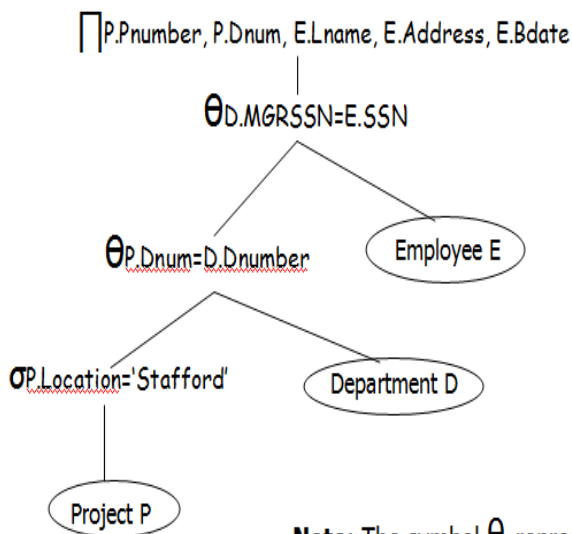 ∏P.Pnumber, P.Dnum, E.Lname, E.Address, E.Bdate
θD.MGRSSN=E.SSN
θP.Dnum=D.Dnumber
Employee E
σP.Location=‘Stafford’
Department D
Project P
Note: The symbol θ